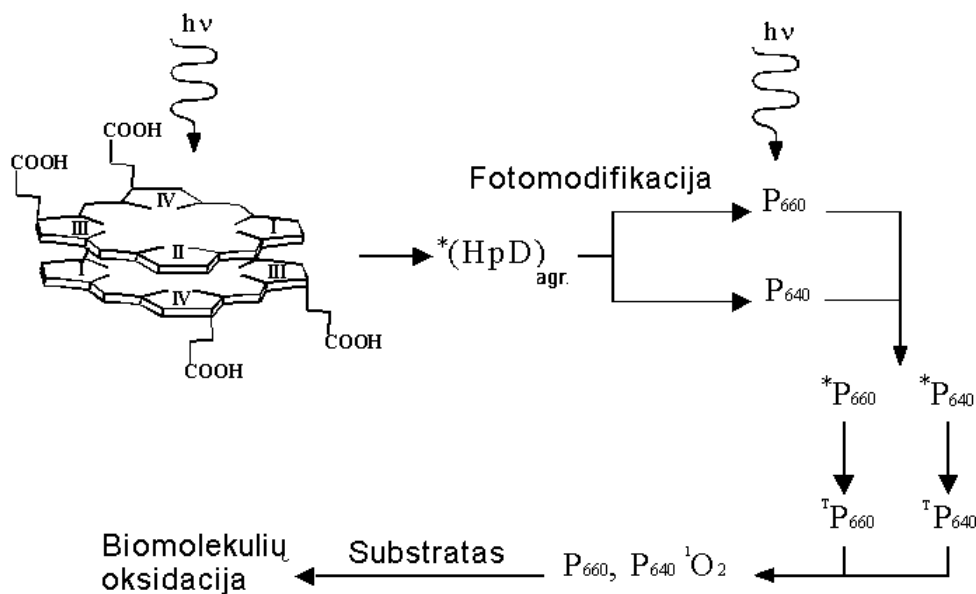 hν
hν
COOH
COOH
IV
III
I
II
I
III
IV
COOH
COOH
Fotomodifikacija
*(HpD)agr.
P660
P640
*P660
*P640
TP660
TP640
Biomolekulių
oksidacija
Substratas
P660, P640 1O2